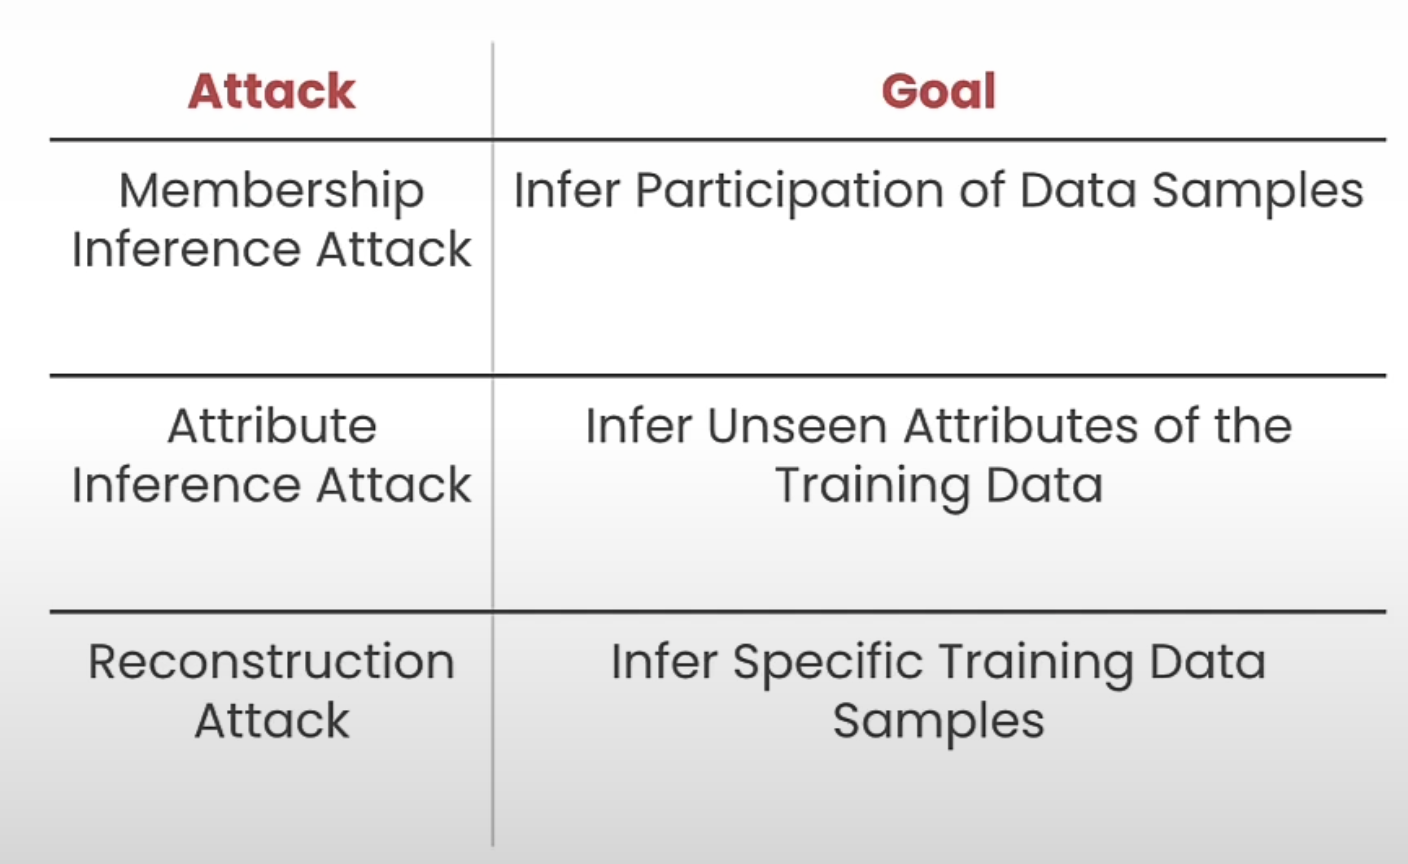 Attack
Goal
Membership
Inference Attack
Infer Participation of Data Samples
Attribute
Inference Attack
Infer Unseen Attributes of the
Training Data
Reconstruction
Attack
Infer Specific Training Data
Samples